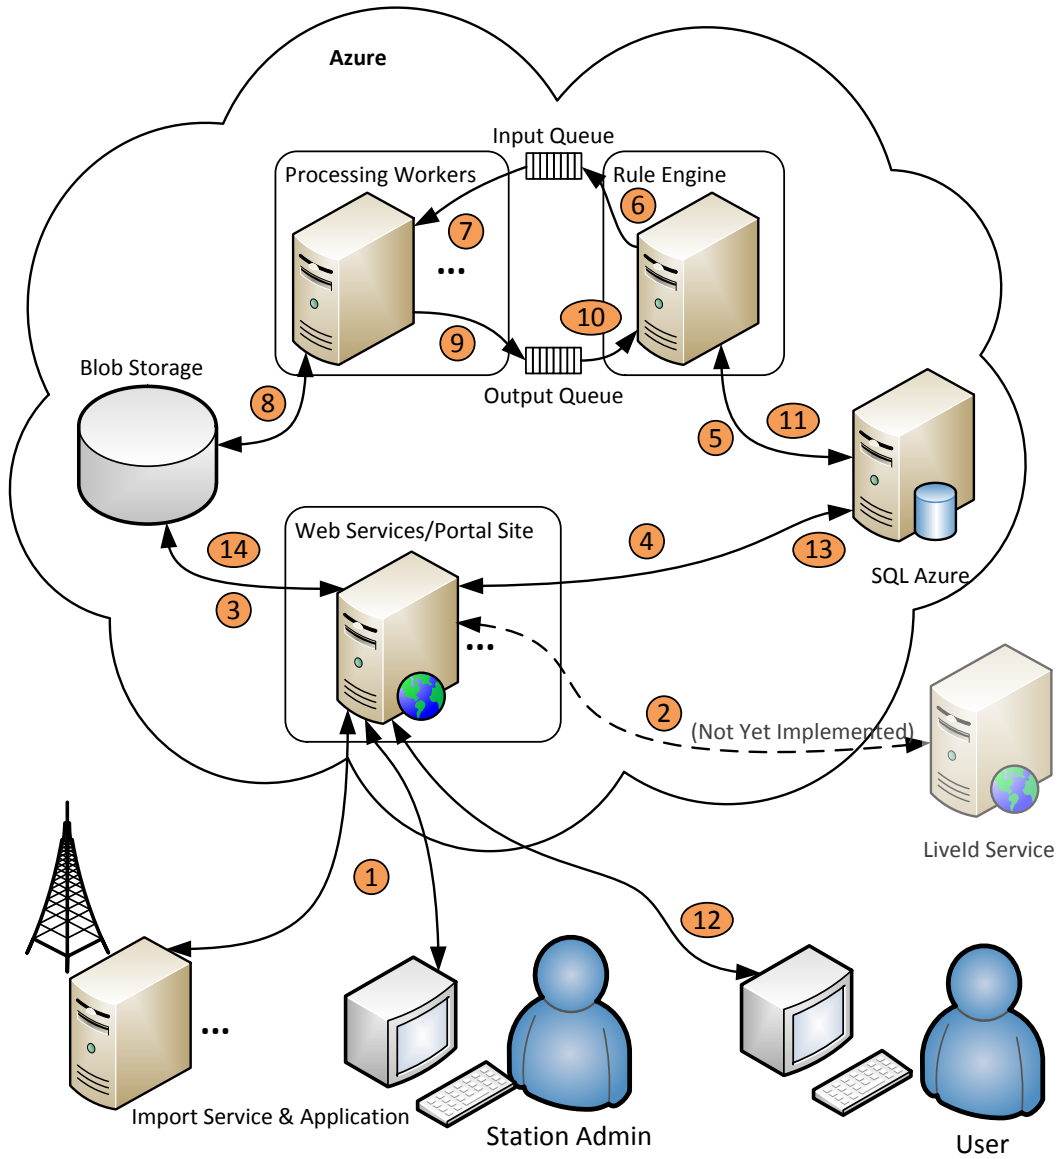 Azure
Input Queue
Processing Workers
Rule Engine
6
7
...
10
9
Blob Storage
Output Queue
8
11
5
Web Services/Portal Site
4
14
13
SQL Azure
3
...
2
(Not Yet Implemented)
LiveId Service
1
12
...
Import Service & Application
Station Admin
User